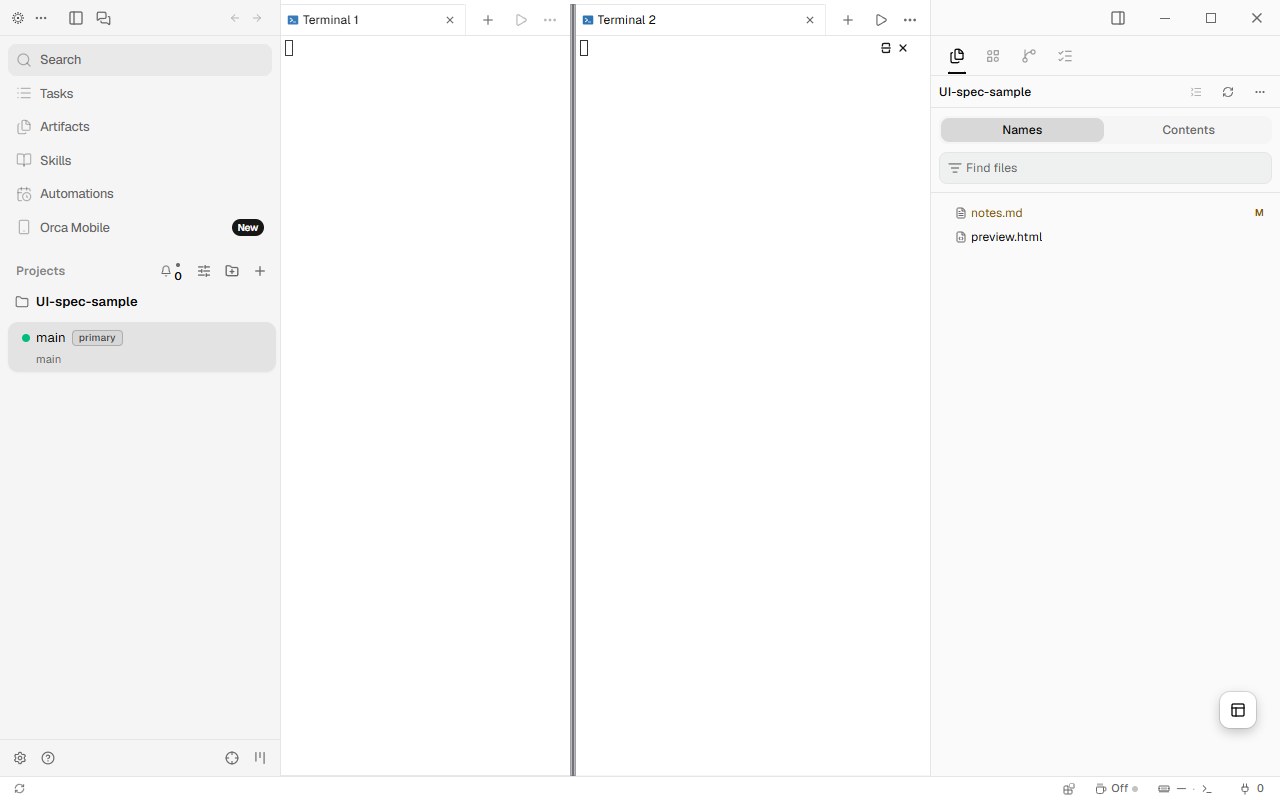 Search
Tasks
Artifacts
Skills
Automations
Orca Mobile New
Projects 0
UI-spec-sample
main primary
main
Terminal 1
Terminal 2
UI-spec-sample
Names Contents
Find files
notes.md M
preview.html
Off 0